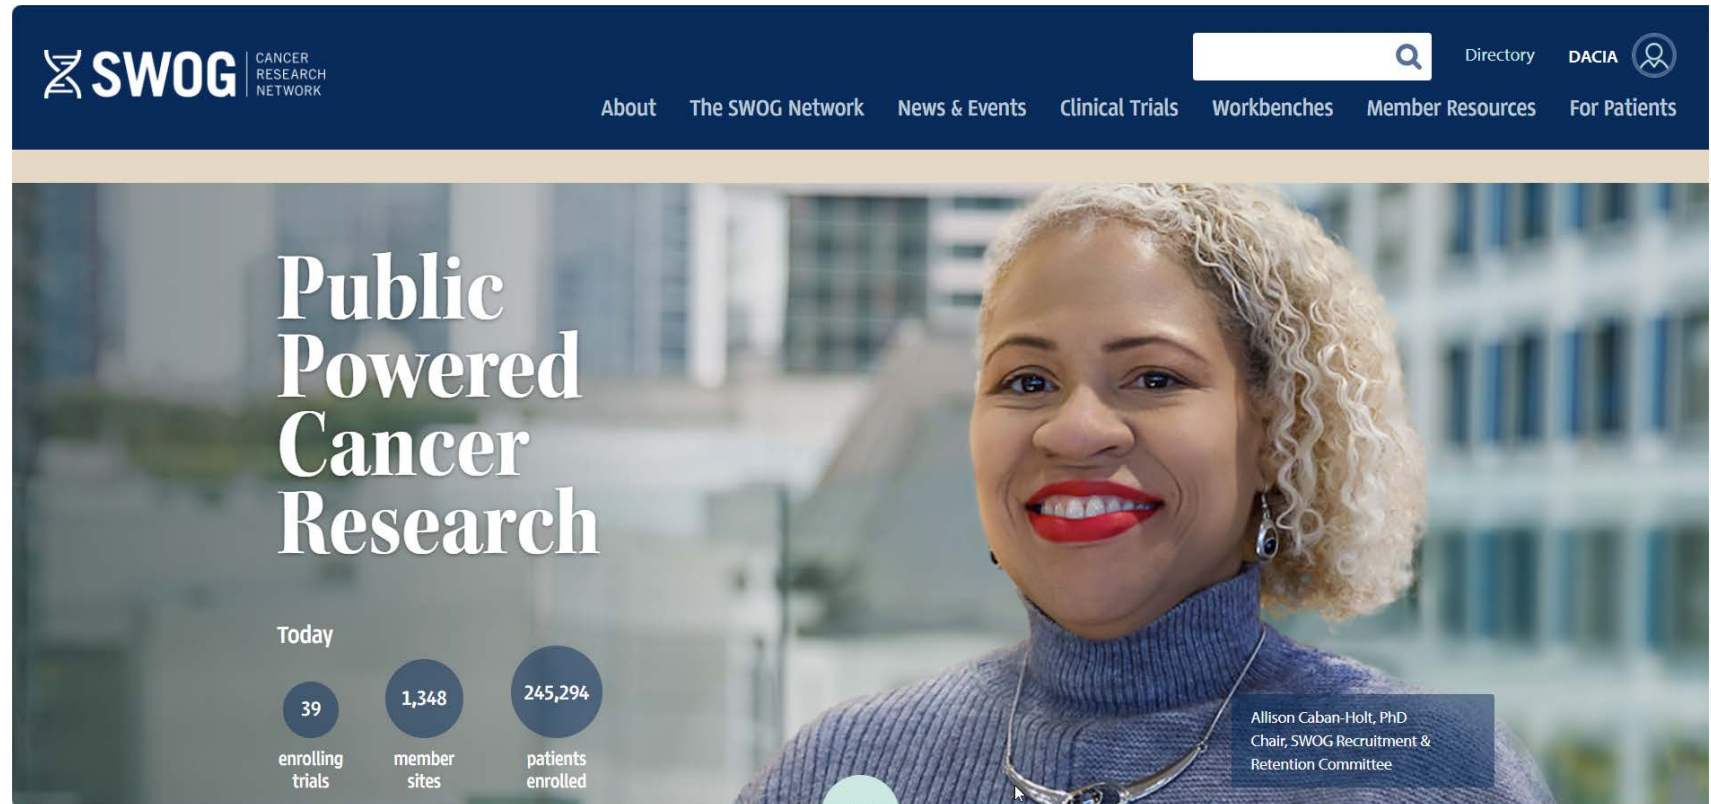 SWOG
CANCER
RESEARCH
NETWORK
Directory
DACIA
About
The SWOG Network
News & Events
Clinical Trials
Workbenches
Member Resources
For Patients
Public
Powered
Cancer
Research
Today
39
enrolling
trials
1,348
member
sites
245,294
patients
enrolled
Allison Caban-Holt, PhD
Chair, SWOG Recruitment &
Retention Committee